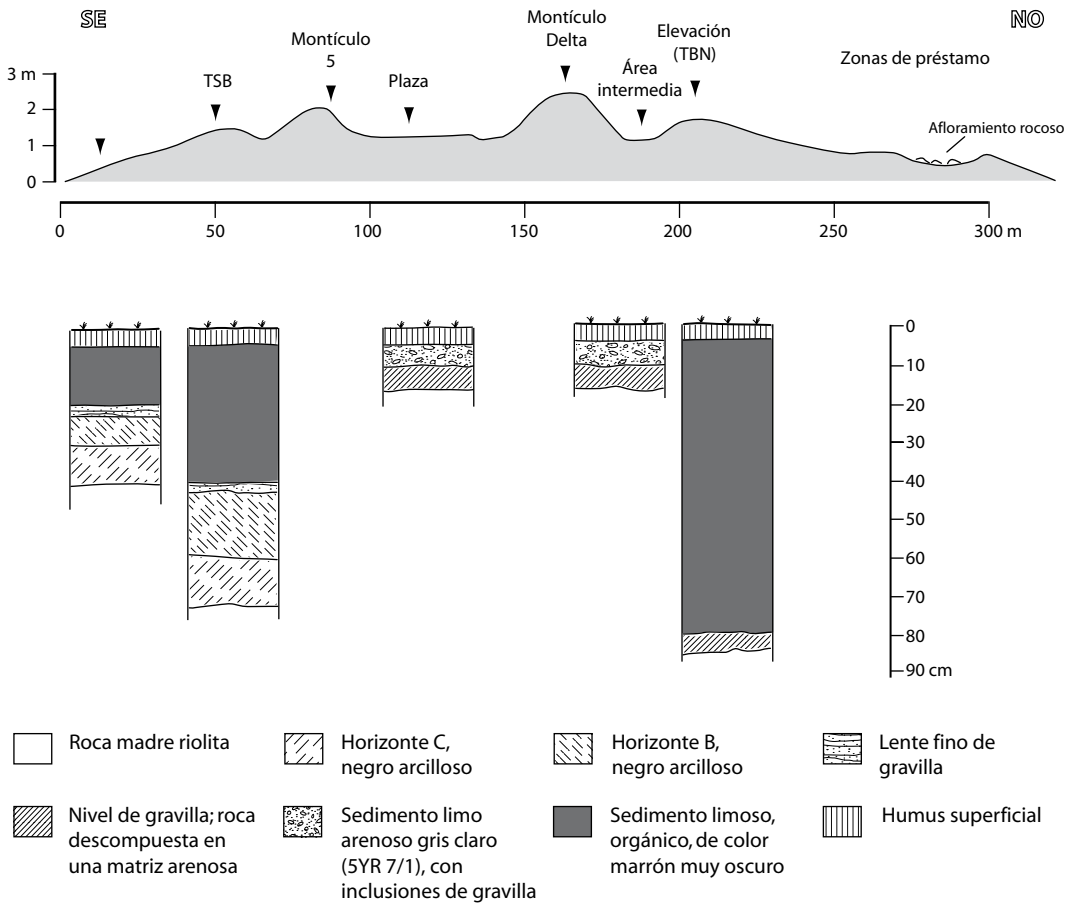 SE
NO
Montículo
5
Montículo
Delta
Elevación
(TBN)
Zonas de préstamo
TSB
Plaza
Área
intermedia
Afloramiento rocoso
3 m
2
1
0
0
50
100
150
200
250
300 m
0
10
20
30
40
50
60
70
80
90 cm
Roca madre riolita
Horizonte C,
negro arcilloso
Horizonte B,
negro arcilloso
Lente fino de
gravilla
Nivel de gravilla; roca
descompuesta en
una matriz arenosa
Sedimento limo
arenoso gris claro
(5YR 7/1), con
inclusiones de gravilla
Sedimento limoso,
orgánico, de color
marrón muy oscuro
Humus superficial